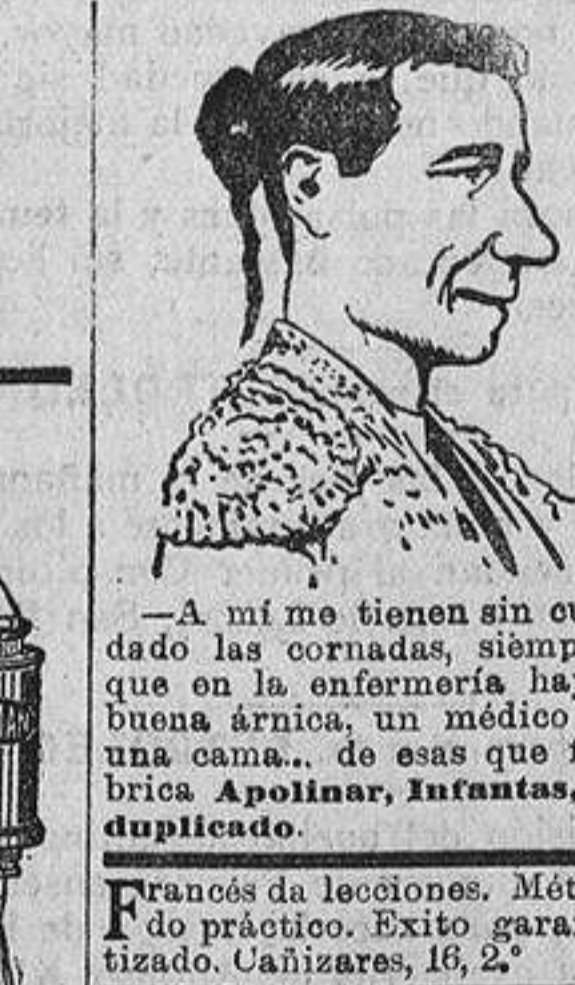 —A mí me tienen sin cu
dado las cornadas, siemp
que en la enfermería hay
buena árnica, un médico
una cama... de esas que f
brica Apolinar, Infantas,
duplicado.
Francés da lecciones. Mét
do práctico. Exito garan
tizado. Cañizares, 16, 2.°